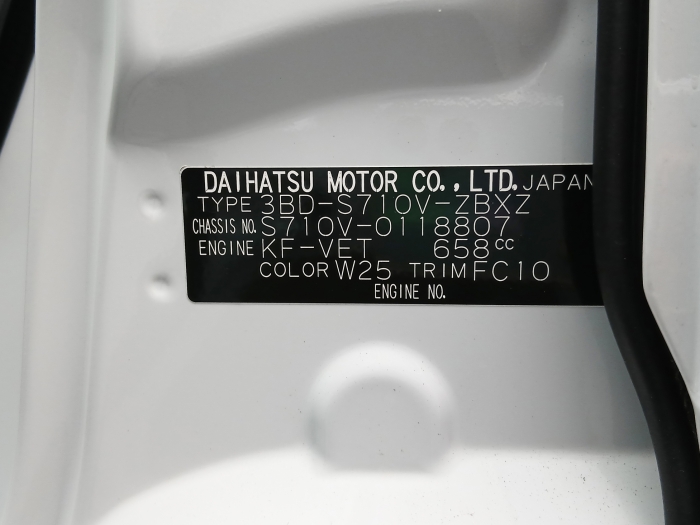 DAIHATSU MOTOR CO., LTD. JAPAN
TYPE 3BD-S710V-ZBXZ
CHASSIS NO. S710V-0118807
ENGINE KF-VET 658cc
COLOR W25 TRIM FC10
ENGINE NO.